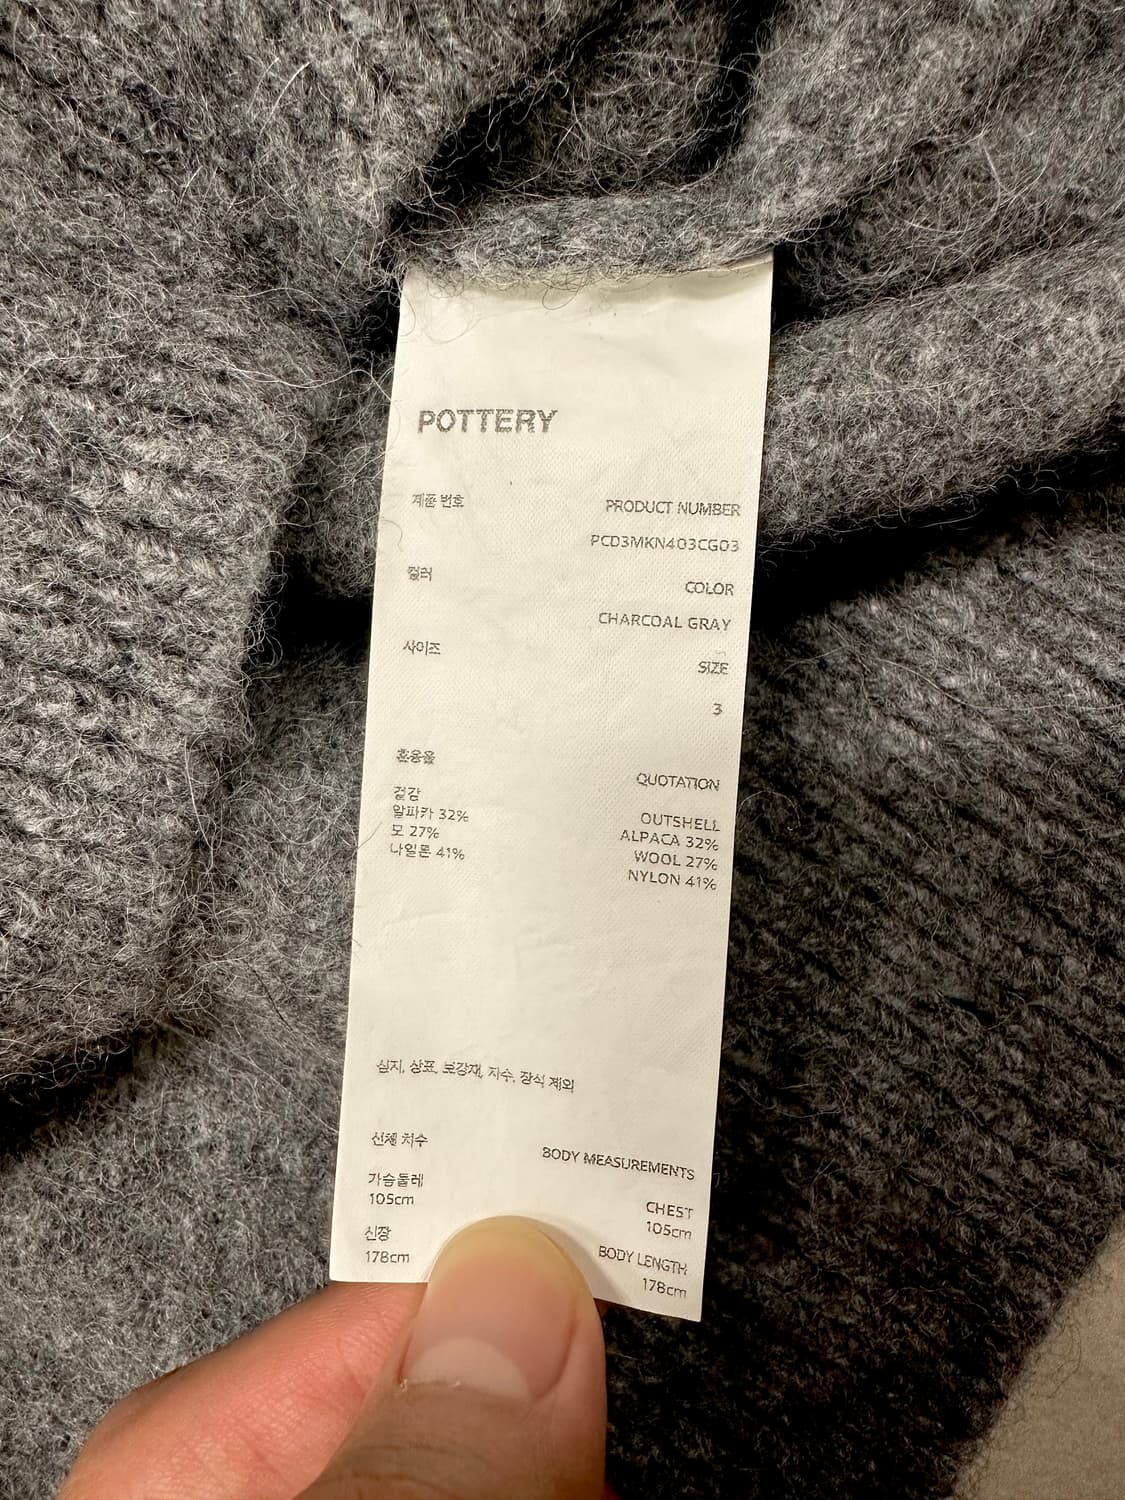 POTTERY
제품 번호
PRODUCT NUMBER
PCD3MKN403CG03
컬러
COLOR
CHARCOAL GRAY
사이즈
SIZE
3
혼용율
QUOTATION
겉감
OUTSHELL
알파카 32%
ALPACA 32%
모 27%
WOOL 27%
나일론 41%
NYLON 41%
심지, 상표, 보강재, 자수, 장식 제외
신체 치수
BODY MEASUREMENTS
가슴둘레
CHEST
105cm
105cm
신장
BODY LENGTH
178cm
178cm